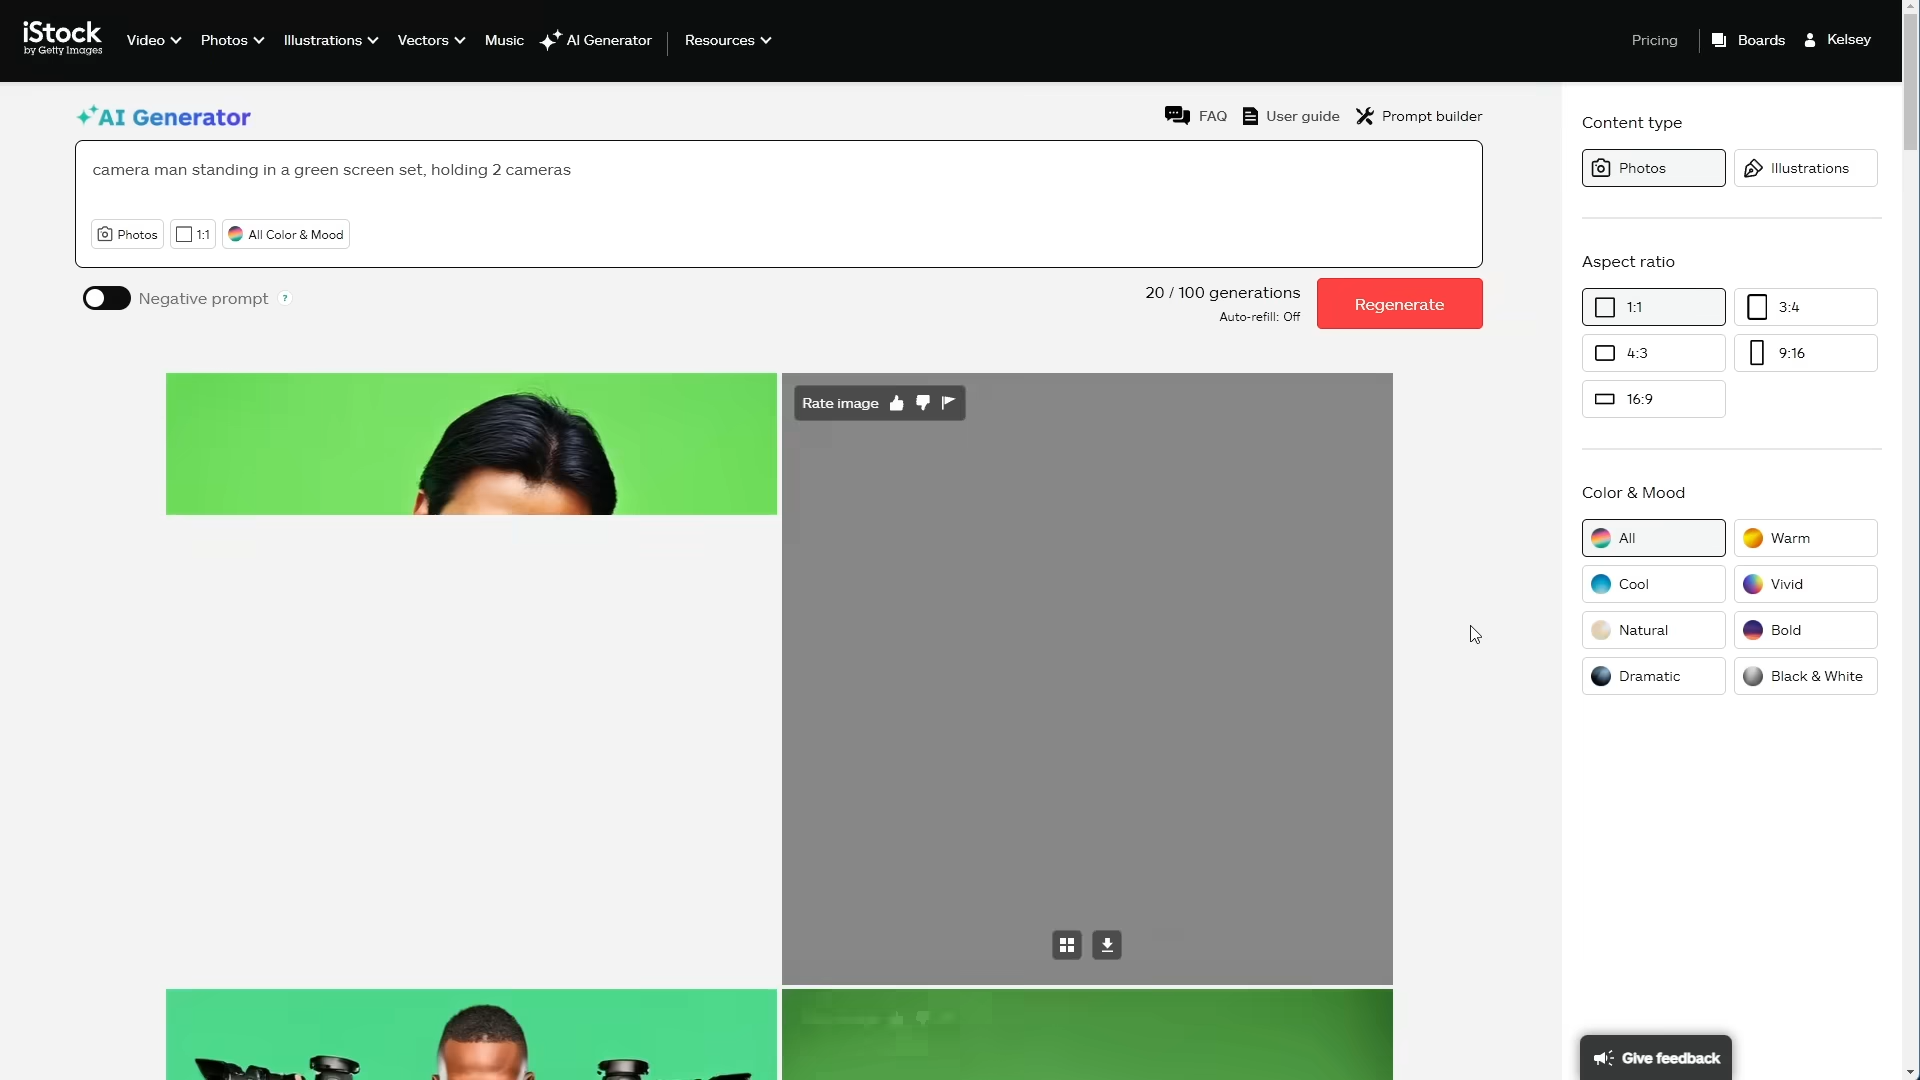 iStock
by Getty Images
Video
Photos
Illustrations
Vectors
Music
AI Generator
Resources
Pricing
Boards
Kelsey
AI Generator
FAQ
User guide
Prompt builder
camera man standing in a green screen set, holding 2 cameras
Photos
1:1
All Color & Mood
Negative prompt ?
20 / 100 generations
Auto-refill: Off
Regenerate
Rate image
Content type
Photos
Illustrations
Aspect ratio
1:1
3:4
4:3
9:16
16:9
Color & Mood
All
Warm
Cool
Vivid
Natural
Bold
Dramatic
Black & White
Give feedback